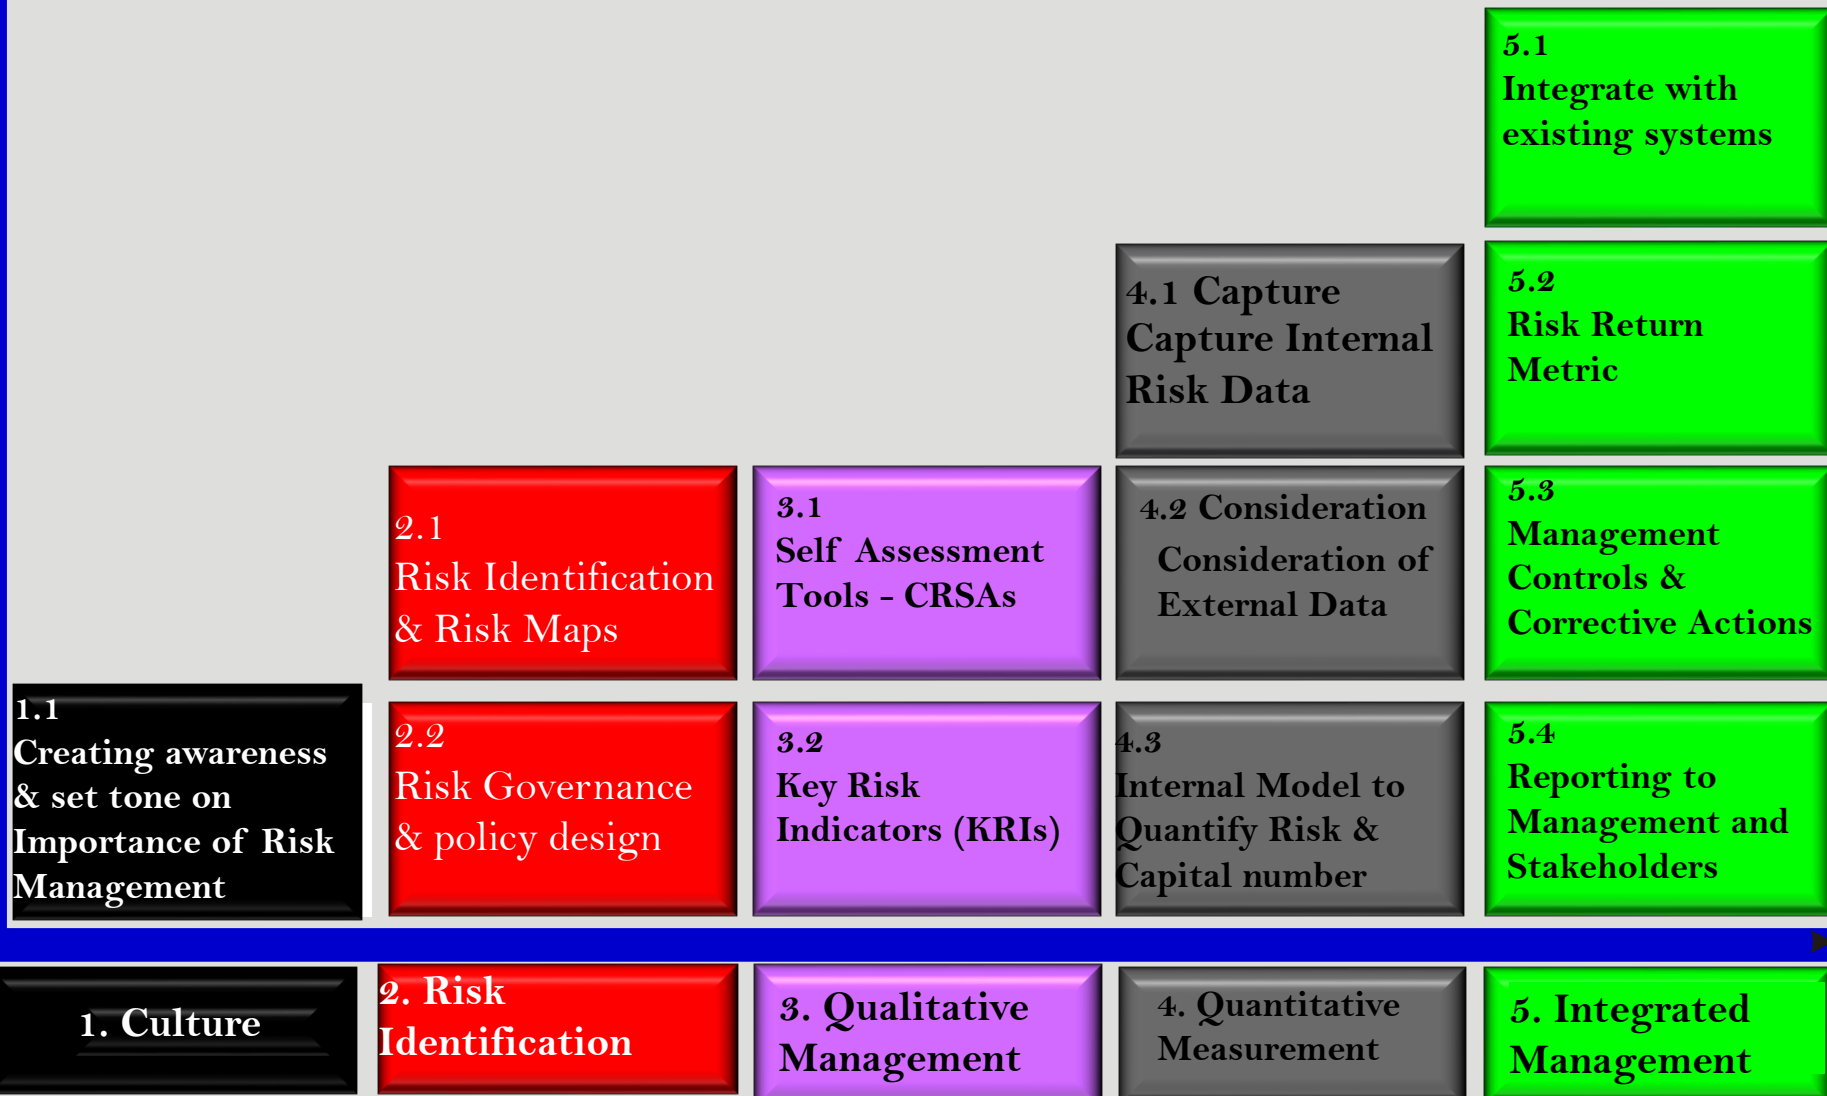 5.1
Integrate with
existing systems
4.1 Capture
Capture Internal
Risk Data
5.2
Risk Return
Metric
2.1
Risk Identification
& Risk Maps
3.1
Self Assessment
Tools - CRSAs
4.2 Consideration
Consideration of
External Data
5.3
Management
Controls &
Corrective Actions
1.1
Creating awareness
& set tone on
Importance of Risk
Management
2.2
Risk Governance
& policy design
3.2
Key Risk
Indicators (KRIs)
4.3
Internal Model to
Quantify Risk &
Capital number
5.4
Reporting to
Management and
Stakeholders
1. Culture
2. Risk
Identification
3. Qualitative
Management
4. Quantitative
Measurement
5. Integrated
Management